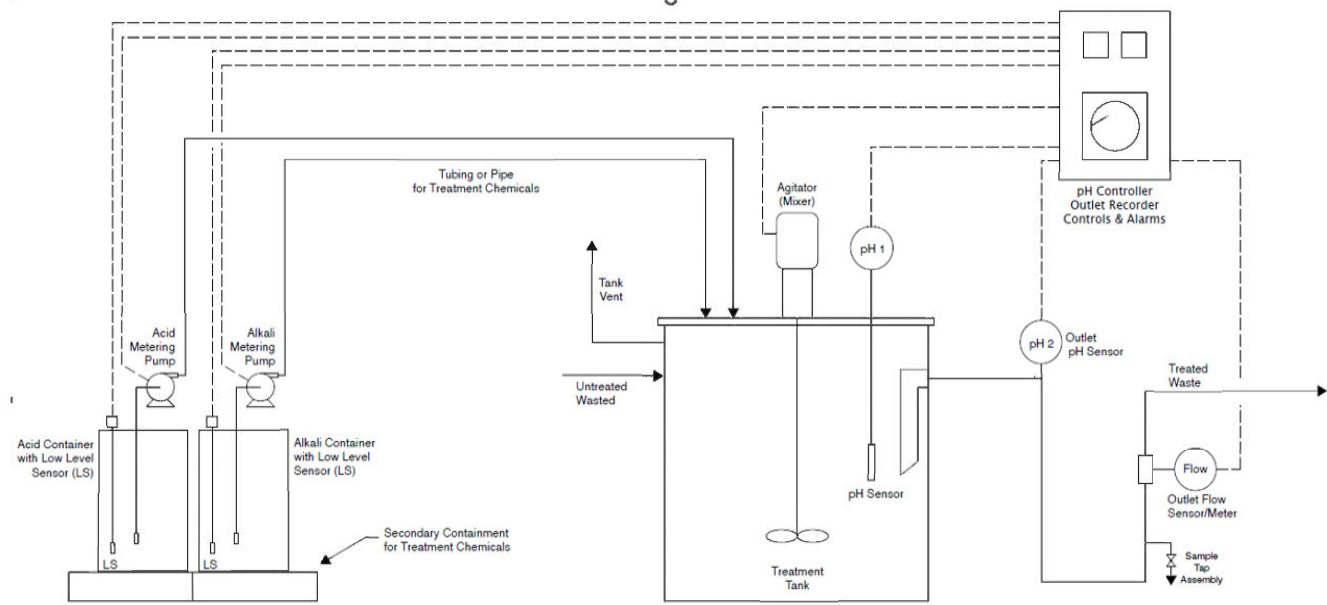 pH Controller
Outlet Recorder
Controls & Alarms
Tubing or Pipe
for Treatment Chemicals
Agitator
(Mixer)
pH 1
Tank
Vent
Acid
Metering
Pump
Alkali
Metering
Pump
pH 2
Outlet
pH Sensor
Untreated
Wasted
Treated
Waste
Acid Container
with Low Level
Sensor (LS)
Alkali Container
with Low Level
Sensor (LS)
pH Sensor
Flow
Outlet Flow
Sensor/Meter
Secondary Containment
for Treatment Chemicals
LS
LS
Treatment
Tank
Sample
Tap
Assembly